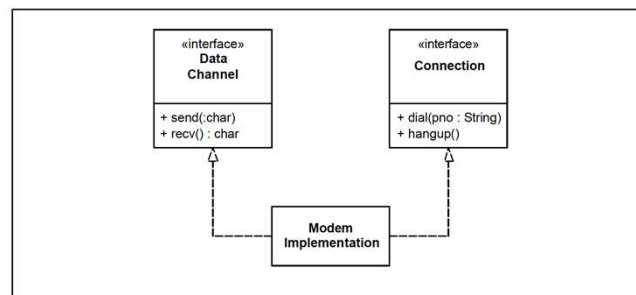 «interface»
Data
Channel
+ send(:char)
+ recv() : char
«interface»
Connection
+ dial(pno : String)
+ hangup()
Modem
Implementation